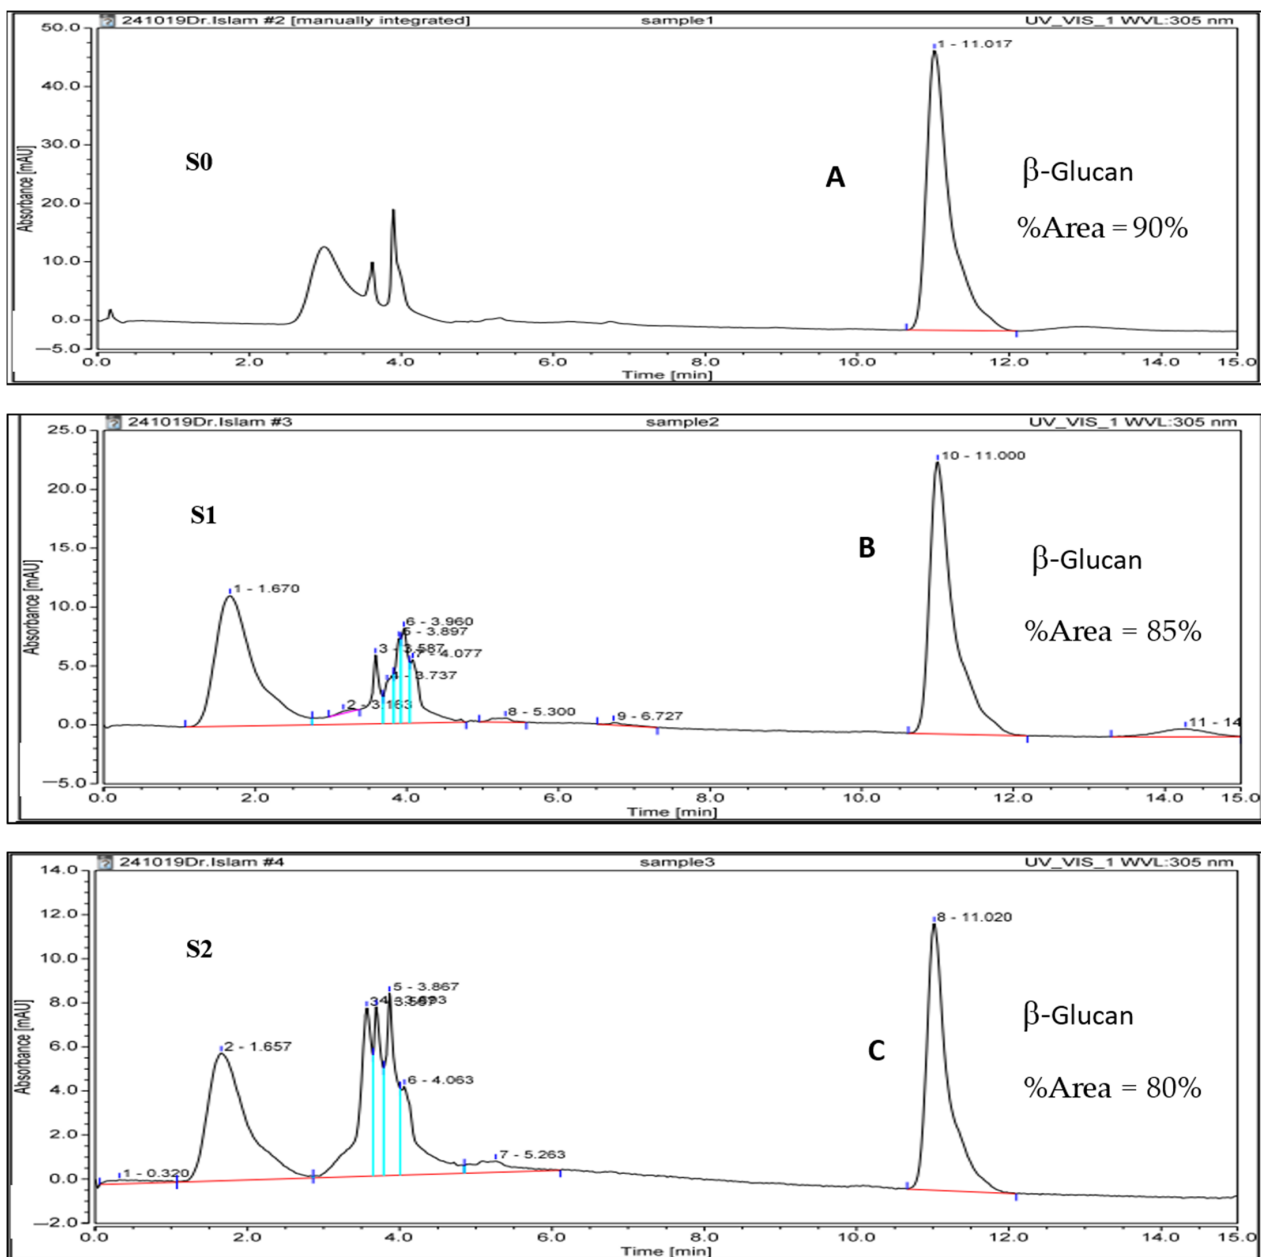 241019Dr.Islam #2 [manually integrated] sample1 UV_VIS_1 WVL:305 nm
50.0
40.0
30.0
20.0
10.0
0.0
−5.0
Absorbance [mAU]
1 - 11.017
S0
A
β-Glucan
%Area = 90%
0.0 2.0 4.0 6.0 8.0 10.0 12.0 14.0 15.0
Time [min]
241019Dr.Islam #3 sample2 UV_VIS_1 WVL:305 nm
25.0
20.0
15.0
10.0
5.0
0.0
−5.0
Absorbance [mAU]
10 - 11.000
S1
B
β-Glucan
%Area = 85%
1 - 1.670
6 - 3.960
5 - 3.897
3 - 3.587
7 - 4.077
4 - 3.737
2 - 3.163
8 - 5.300
9 - 6.727
11 - 14
0.0 2.0 4.0 6.0 8.0 10.0 12.0 14.0 15.0
Time [min]
241019Dr.Islam #4 sample3 UV_VIS_1 WVL:305 nm
14.0
12.0
10.0
8.0
6.0
4.0
2.0
0.0
−2.0
Absorbance [mAU]
8 - 11.020
S2
C
β-Glucan
%Area = 80%
5 - 3.867
2 - 1.657
6 - 4.063
7 - 5.263
1 - 0.320
0.0 2.0 4.0 6.0 8.0 10.0 12.0 14.0 15.0
Time [min]